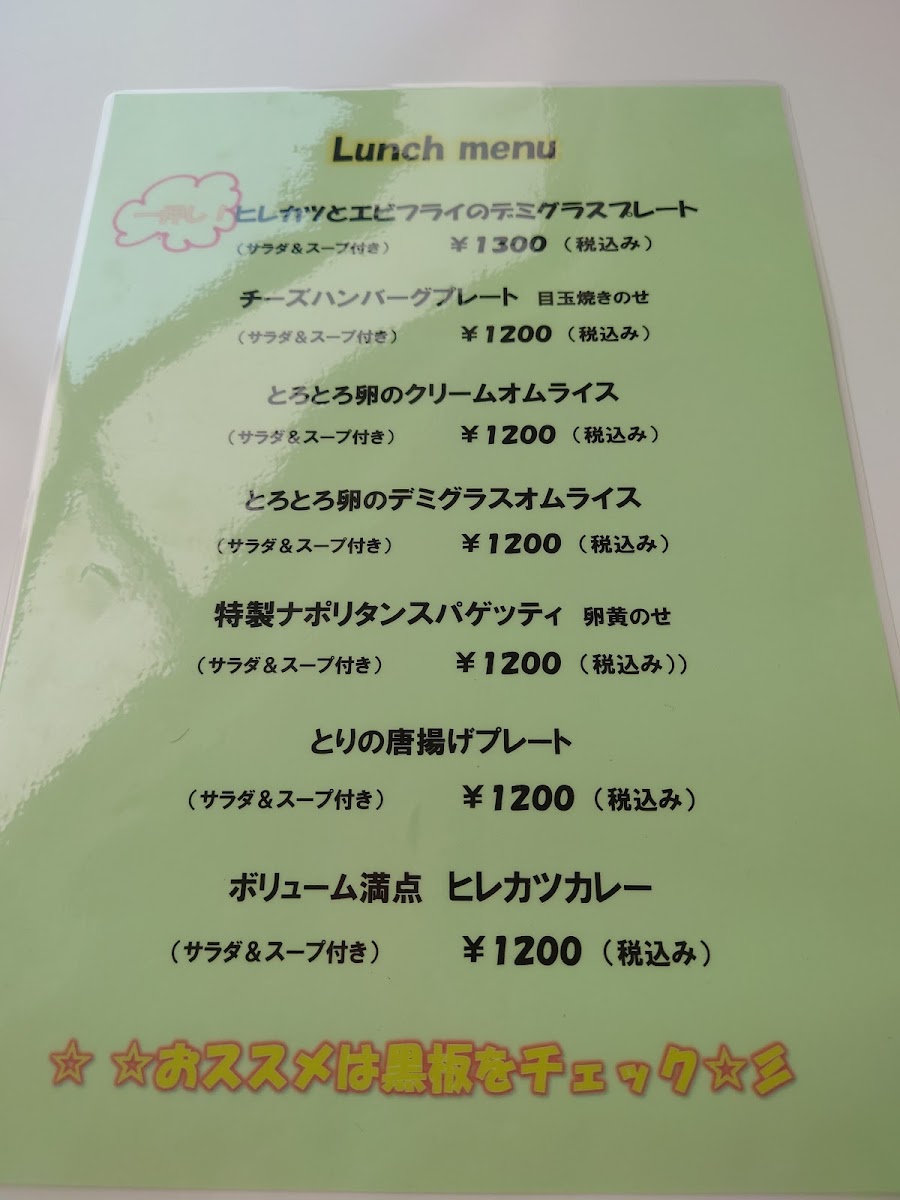 Lunch menu
一押し！
ヒレカツとエビフライのデミグラスプレート
（サラダ＆スープ付き） ￥1300（税込み）
チーズハンバーグプレート 目玉焼きのせ
（サラダ＆スープ付き） ￥1200（税込み）
とろとろ卵のクリームオムライス
（サラダ＆スープ付き） ￥1200（税込み）
とろとろ卵のデミグラスオムライス
（サラダ＆スープ付き） ￥1200（税込み）
特製ナポリタンスパゲッティ 卵黄のせ
（サラダ＆スープ付き） ￥1200（税込み））
とりの唐揚げプレート
（サラダ＆スープ付き） ￥1200（税込み）
ボリューム満点 ヒレカツカレー
（サラダ＆スープ付き） ￥1200（税込み）
☆ ☆おススメは黒板をチェック☆彡